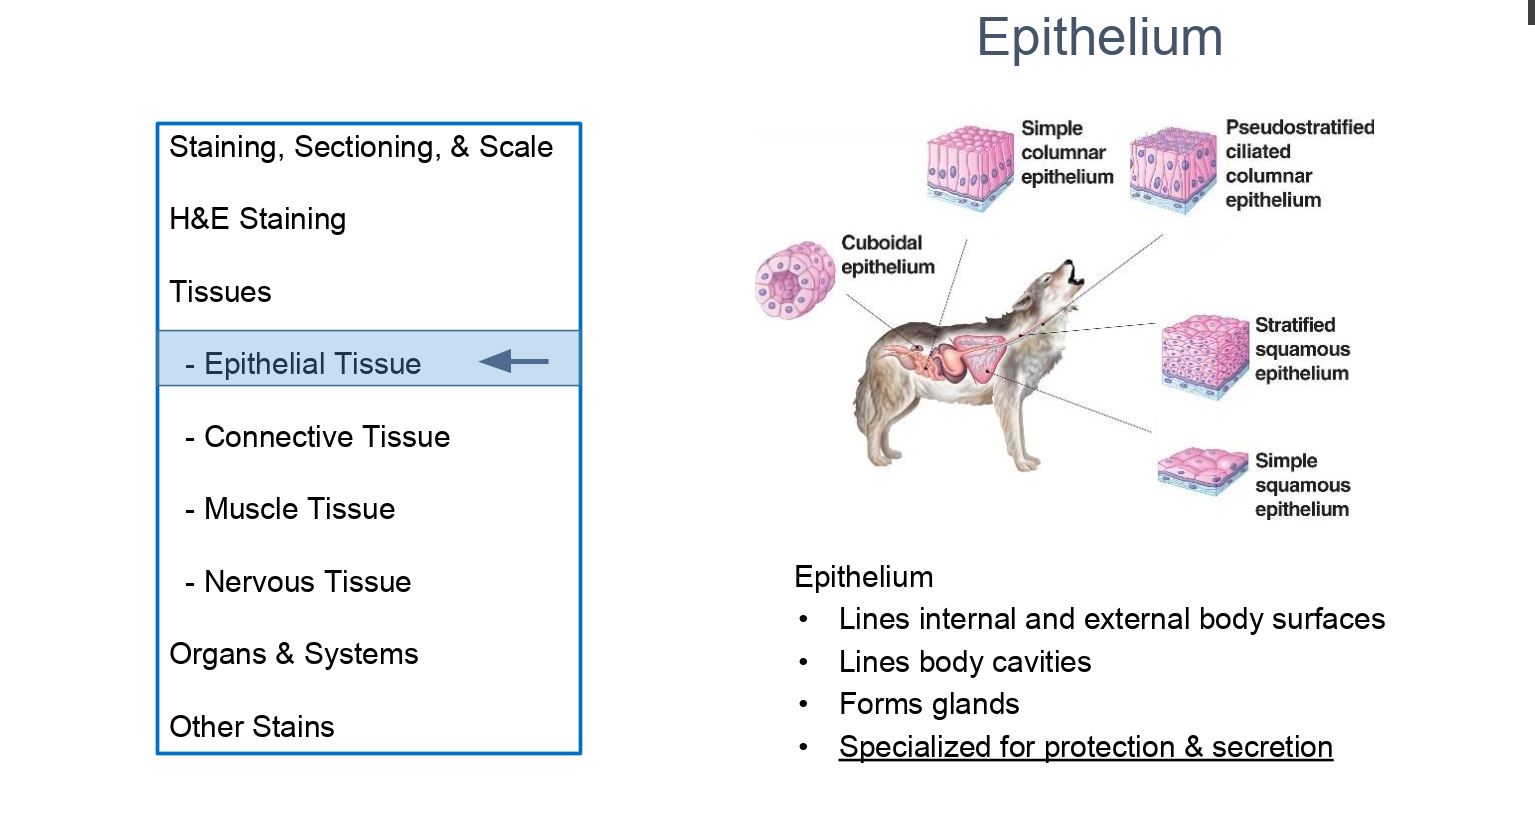 Epithelium
Staining, Sectioning, & Scale
H&E Staining
Tissues
- Epithelial Tissue
- Connective Tissue
- Muscle Tissue
- Nervous Tissue
Organs & Systems
Other Stains
Simple
columnar
epithelium
Pseudostratified
ciliated
columnar
epithelium
Cuboidal
epithelium
Stratified
squamous
epithelium
Simple
squamous
epithelium
Epithelium
• Lines internal and external body surfaces
• Lines body cavities
• Forms glands
• Specialized for protection & secretion